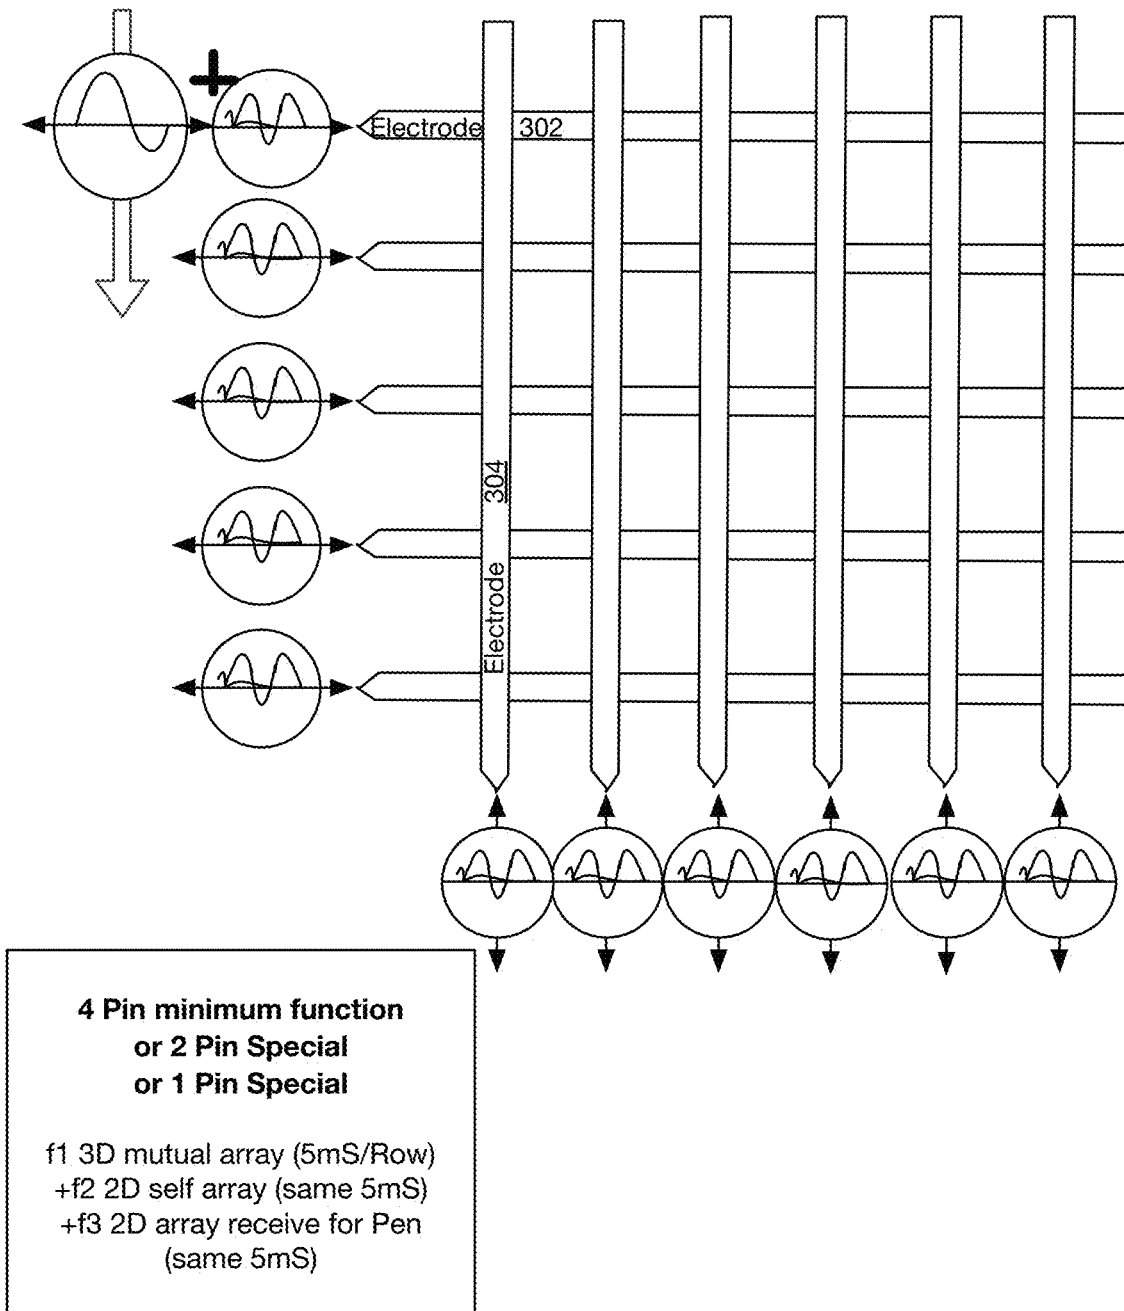 Electrode 302
Electrode 304
4 Pin minimum function
or 2 Pin Special
or 1 Pin Special
f1 3D mutual array (5mS/Row)
+f2 2D self array (same 5mS)
+f3 2D array receive for Pen
(same 5mS)